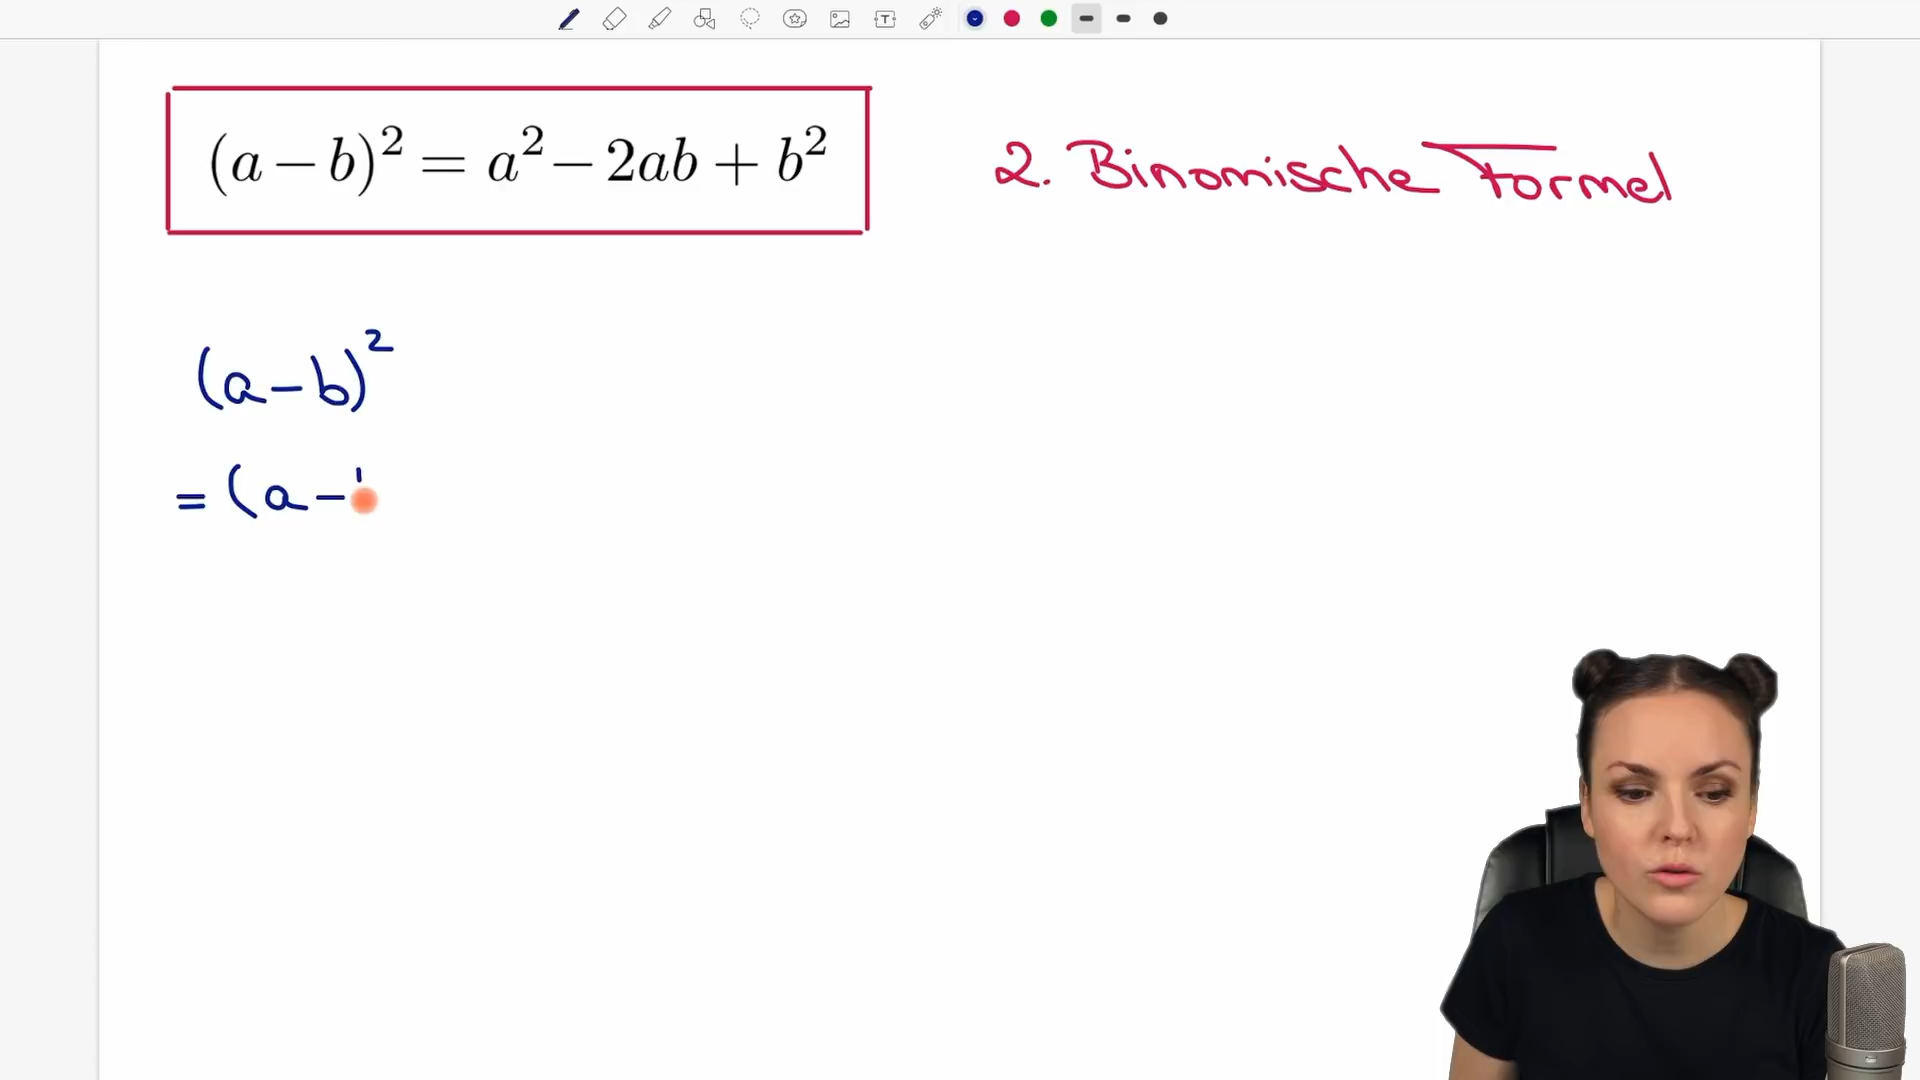 (a − b)² = a² − 2ab + b²
2. Binomische Formel
(a − b)²
= (a −